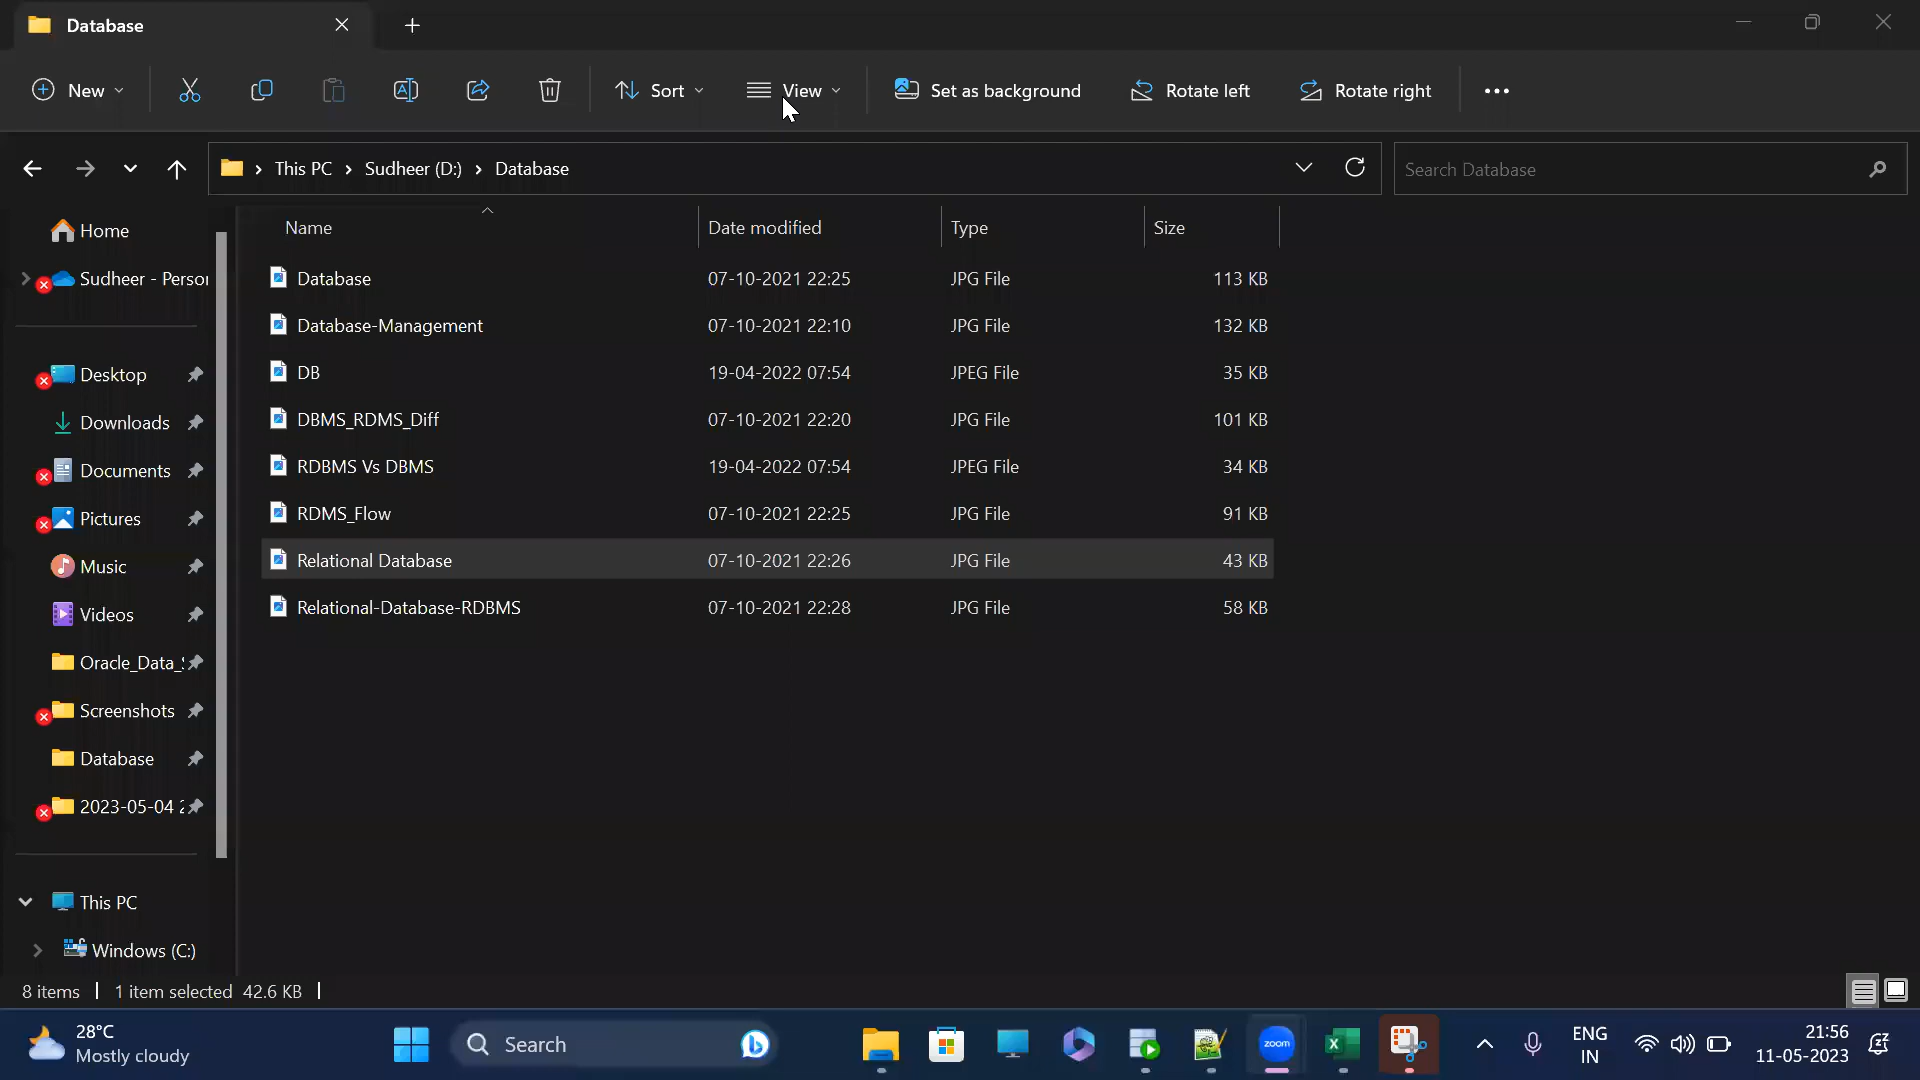 Database
New
Sort
View
Set as background
Rotate left
Rotate right
This PC
Sudheer (D:)
Database
Search Database
Home
Sudheer - Person
Desktop
Downloads
Documents
Pictures
Music
Videos
Oracle_Data_S
Screenshots
Database
2023-05-04 2
This PC
Windows (C:)
Name Date modified Type Size
Database 07-10-2021 22:25 JPG File 113 KB
Database-Management 07-10-2021 22:10 JPG File 132 KB
DB 19-04-2022 07:54 JPEG File 35 KB
DBMS_RDMS_Diff 07-10-2021 22:20 JPG File 101 KB
RDBMS Vs DBMS 19-04-2022 07:54 JPEG File 34 KB
RDMS_Flow 07-10-2021 22:25 JPG File 91 KB
Relational Database 07-10-2021 22:26 JPG File 43 KB
Relational-Database-RDBMS 07-10-2021 22:28 JPG File 58 KB
8 items 1 item selected 42.6 KB
28°C
Mostly cloudy
Search
zoom
ENG
IN
21:56
11-05-2023